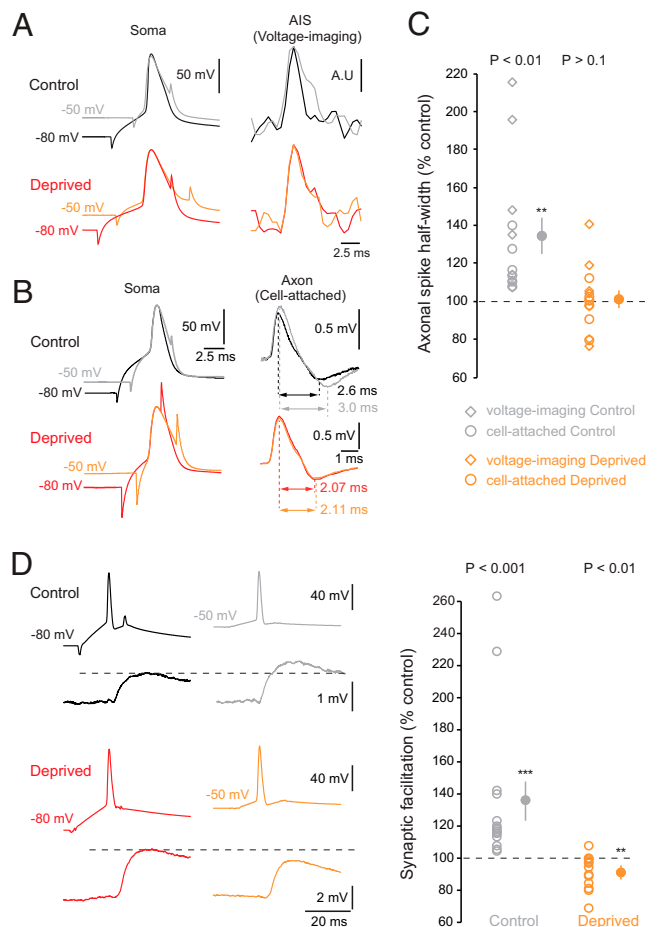 A
Soma
AIS
(Voltage-imaging)
Control
50 mV
A.U
-50 mV
-80 mV
Deprived
-50 mV
-80 mV
2.5 ms
B
Soma
Axon
(Cell-attached)
Control
50 mV
2.5 ms
0.5 mV
-50 mV
-80 mV
2.6 ms
3.0 ms
Deprived
0.5 mV
1 ms
-50 mV
-80 mV
2.07 ms
2.11 ms
C
P < 0.01
P > 0.1
Axonal spike half-width (% control)
220
200
180
160
140
120
100
80
60
**
voltage-imaging Control
cell-attached Control
voltage-imaging Deprived
cell-attached Deprived
D
Control
40 mV
-50 mV
-80 mV
1 mV
Deprived
40 mV
-50 mV
-80 mV
2 mV
20 ms
P < 0.001
P < 0.01
Synaptic facilitation (% control)
260
240
220
200
180
160
140
120
100
80
60
***
**
Control
Deprived